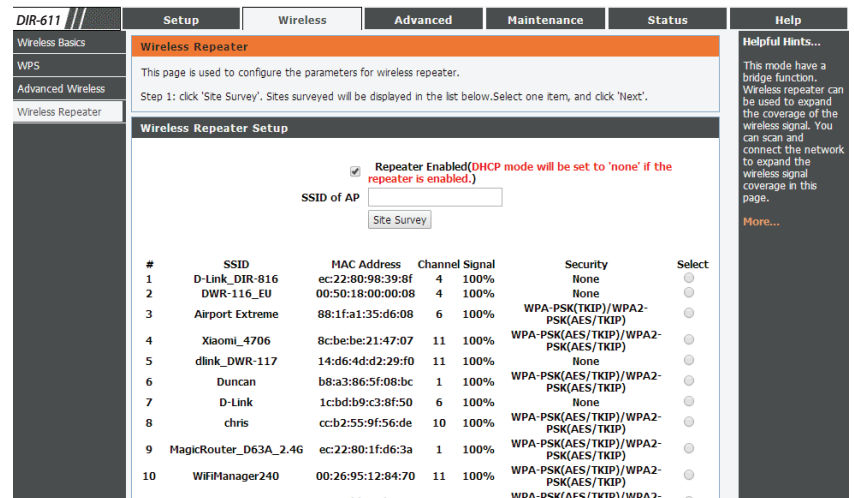 DIR-611
Setup Wireless Advanced Maintenance Status Help
Wireless Basics
WPS
Advanced Wireless
Wireless Repeater
Wireless Repeater
This page is used to configure the parameters for wireless repeater.
Step 1: click 'Site Survey'. Sites surveyed will be displayed in the list below.Select one item, and click 'Next'.
Wireless Repeater Setup
Repeater Enabled(DHCP mode will be set to 'none' if the
repeater is enabled.)
SSID of AP
Site Survey
# SSID MAC Address Channel Signal Security Select
1 D-Link_DIR-816 ec:22:80:98:39:8f 4 100% None
2 DWR-116_EU 00:50:18:00:00:08 4 100% None
3 Airport Extreme 88:1f:a1:35:d6:08 6 100% WPA-PSK(TKIP)/WPA2-
PSK(AES/TKIP)
4 Xiaomi_4706 8c:be:be:21:47:07 11 100% WPA-PSK(AES/TKIP)/WPA2-
PSK(AES/TKIP)
5 dlink_DWR-117 14:d6:4d:d2:29:f0 11 100% None
6 Duncan b8:a3:86:5f:08:bc 1 100% WPA-PSK(AES/TKIP)/WPA2-
PSK(AES/TKIP)
7 D-Link 1c:bd:b9:c3:8f:50 6 100% None
8 chris cc:b2:55:9f:56:de 10 100% WPA-PSK(AES/TKIP)/WPA2-
PSK(AES/TKIP)
9 MagicRouter_D63A_2.4G ec:22:80:1f:d6:3a 1 100% WPA-PSK(AES/TKIP)/WPA2-
PSK(AES/TKIP)
10 WiFiManager240 00:26:95:12:84:70 11 100% WPA-PSK(AES/TKIP)/WPA2-
PSK(AES/TKIP)
WPA-PSK(AES/TKIP)/WPA2-
Helpful Hints...
This mode have a
bridge function.
Wireless repeater can
be used to expand
the coverage of the
wireless signal. You
can scan and
connect the network
to expand the
wireless signal
coverage in this
page.
More...